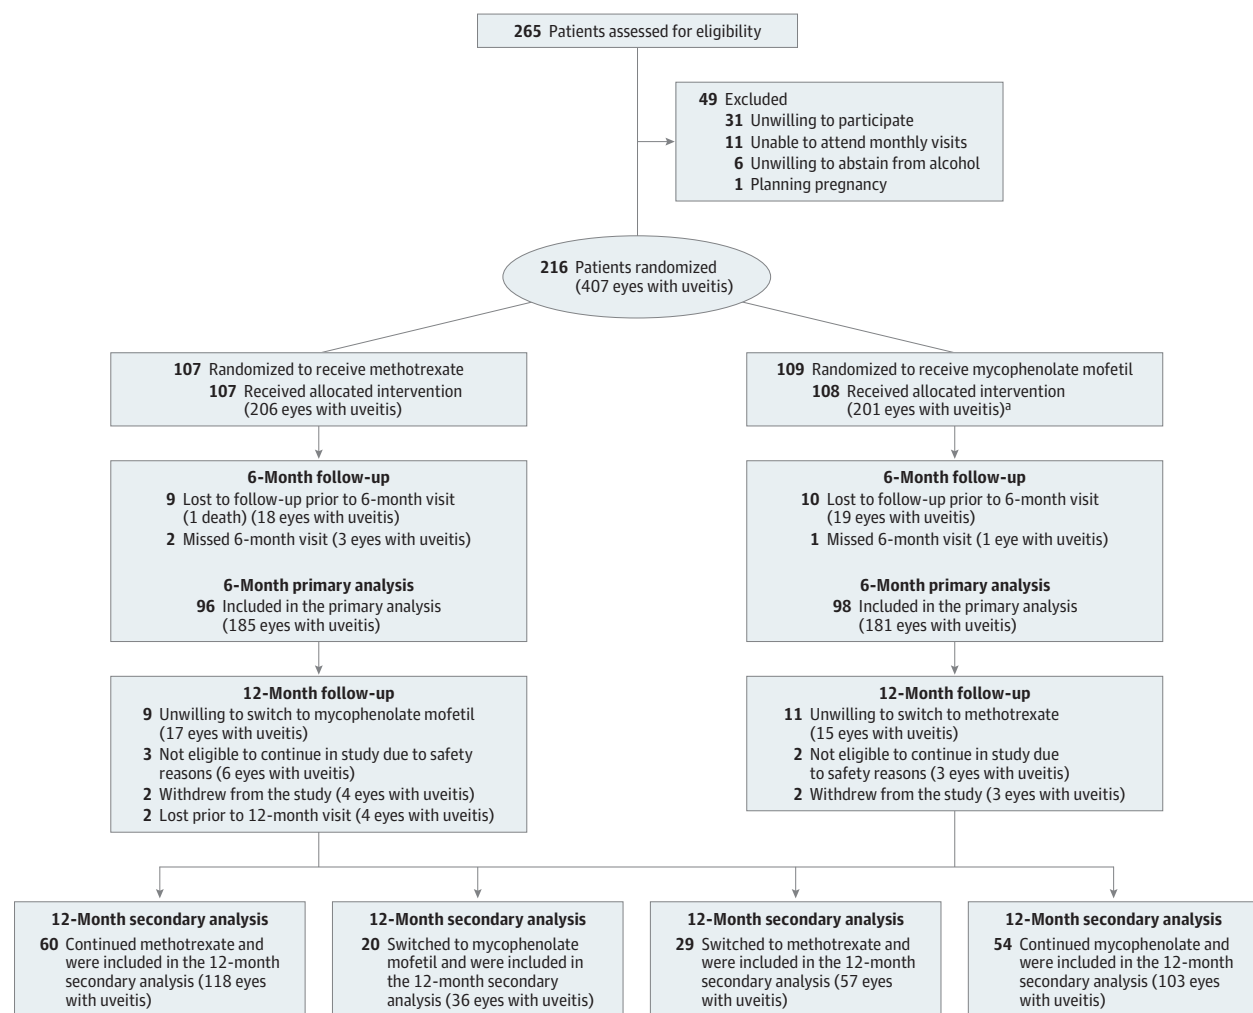 265 Patients assessed for eligibility
49 Excluded
31 Unwilling to participate
11 Unable to attend monthly visits
6 Unwilling to abstain from alcohol
1 Planning pregnancy
216 Patients randomized
(407 eyes with uveitis)
107 Randomized to receive methotrexate
107 Received allocated intervention
(206 eyes with uveitis)
109 Randomized to receive mycophenolate mofetil
108 Received allocated intervention
(201 eyes with uveitis)a
6-Month follow-up
9 Lost to follow-up prior to 6-month visit
(1 death) (18 eyes with uveitis)
2 Missed 6-month visit (3 eyes with uveitis)
6-Month primary analysis
96 Included in the primary analysis
(185 eyes with uveitis)
6-Month follow-up
10 Lost to follow-up prior to 6-month visit
(19 eyes with uveitis)
1 Missed 6-month visit (1 eye with uveitis)
6-Month primary analysis
98 Included in the primary analysis
(181 eyes with uveitis)
12-Month follow-up
9 Unwilling to switch to mycophenolate mofetil
(17 eyes with uveitis)
3 Not eligible to continue in study due to safety
reasons (6 eyes with uveitis)
2 Withdrew from the study (4 eyes with uveitis)
2 Lost prior to 12-month visit (4 eyes with uveitis)
12-Month follow-up
11 Unwilling to switch to methotrexate
(15 eyes with uveitis)
2 Not eligible to continue in study due
to safety reasons (3 eyes with uveitis)
2 Withdrew from the study (3 eyes with uveitis)
12-Month secondary analysis
60 Continued methotrexate and
were included in the 12-month
secondary analysis (118 eyes
with uveitis)
12-Month secondary analysis
20 Switched to mycophenolate
mofetil and were included in
the 12-month secondary
analysis (36 eyes with uveitis)
12-Month secondary analysis
29 Switched to methotrexate and
were included in the 12-month
secondary analysis (57 eyes
with uveitis)
12-Month secondary analysis
54 Continued mycophenolate and
were included in the 12-month
secondary analysis (103 eyes
with uveitis)